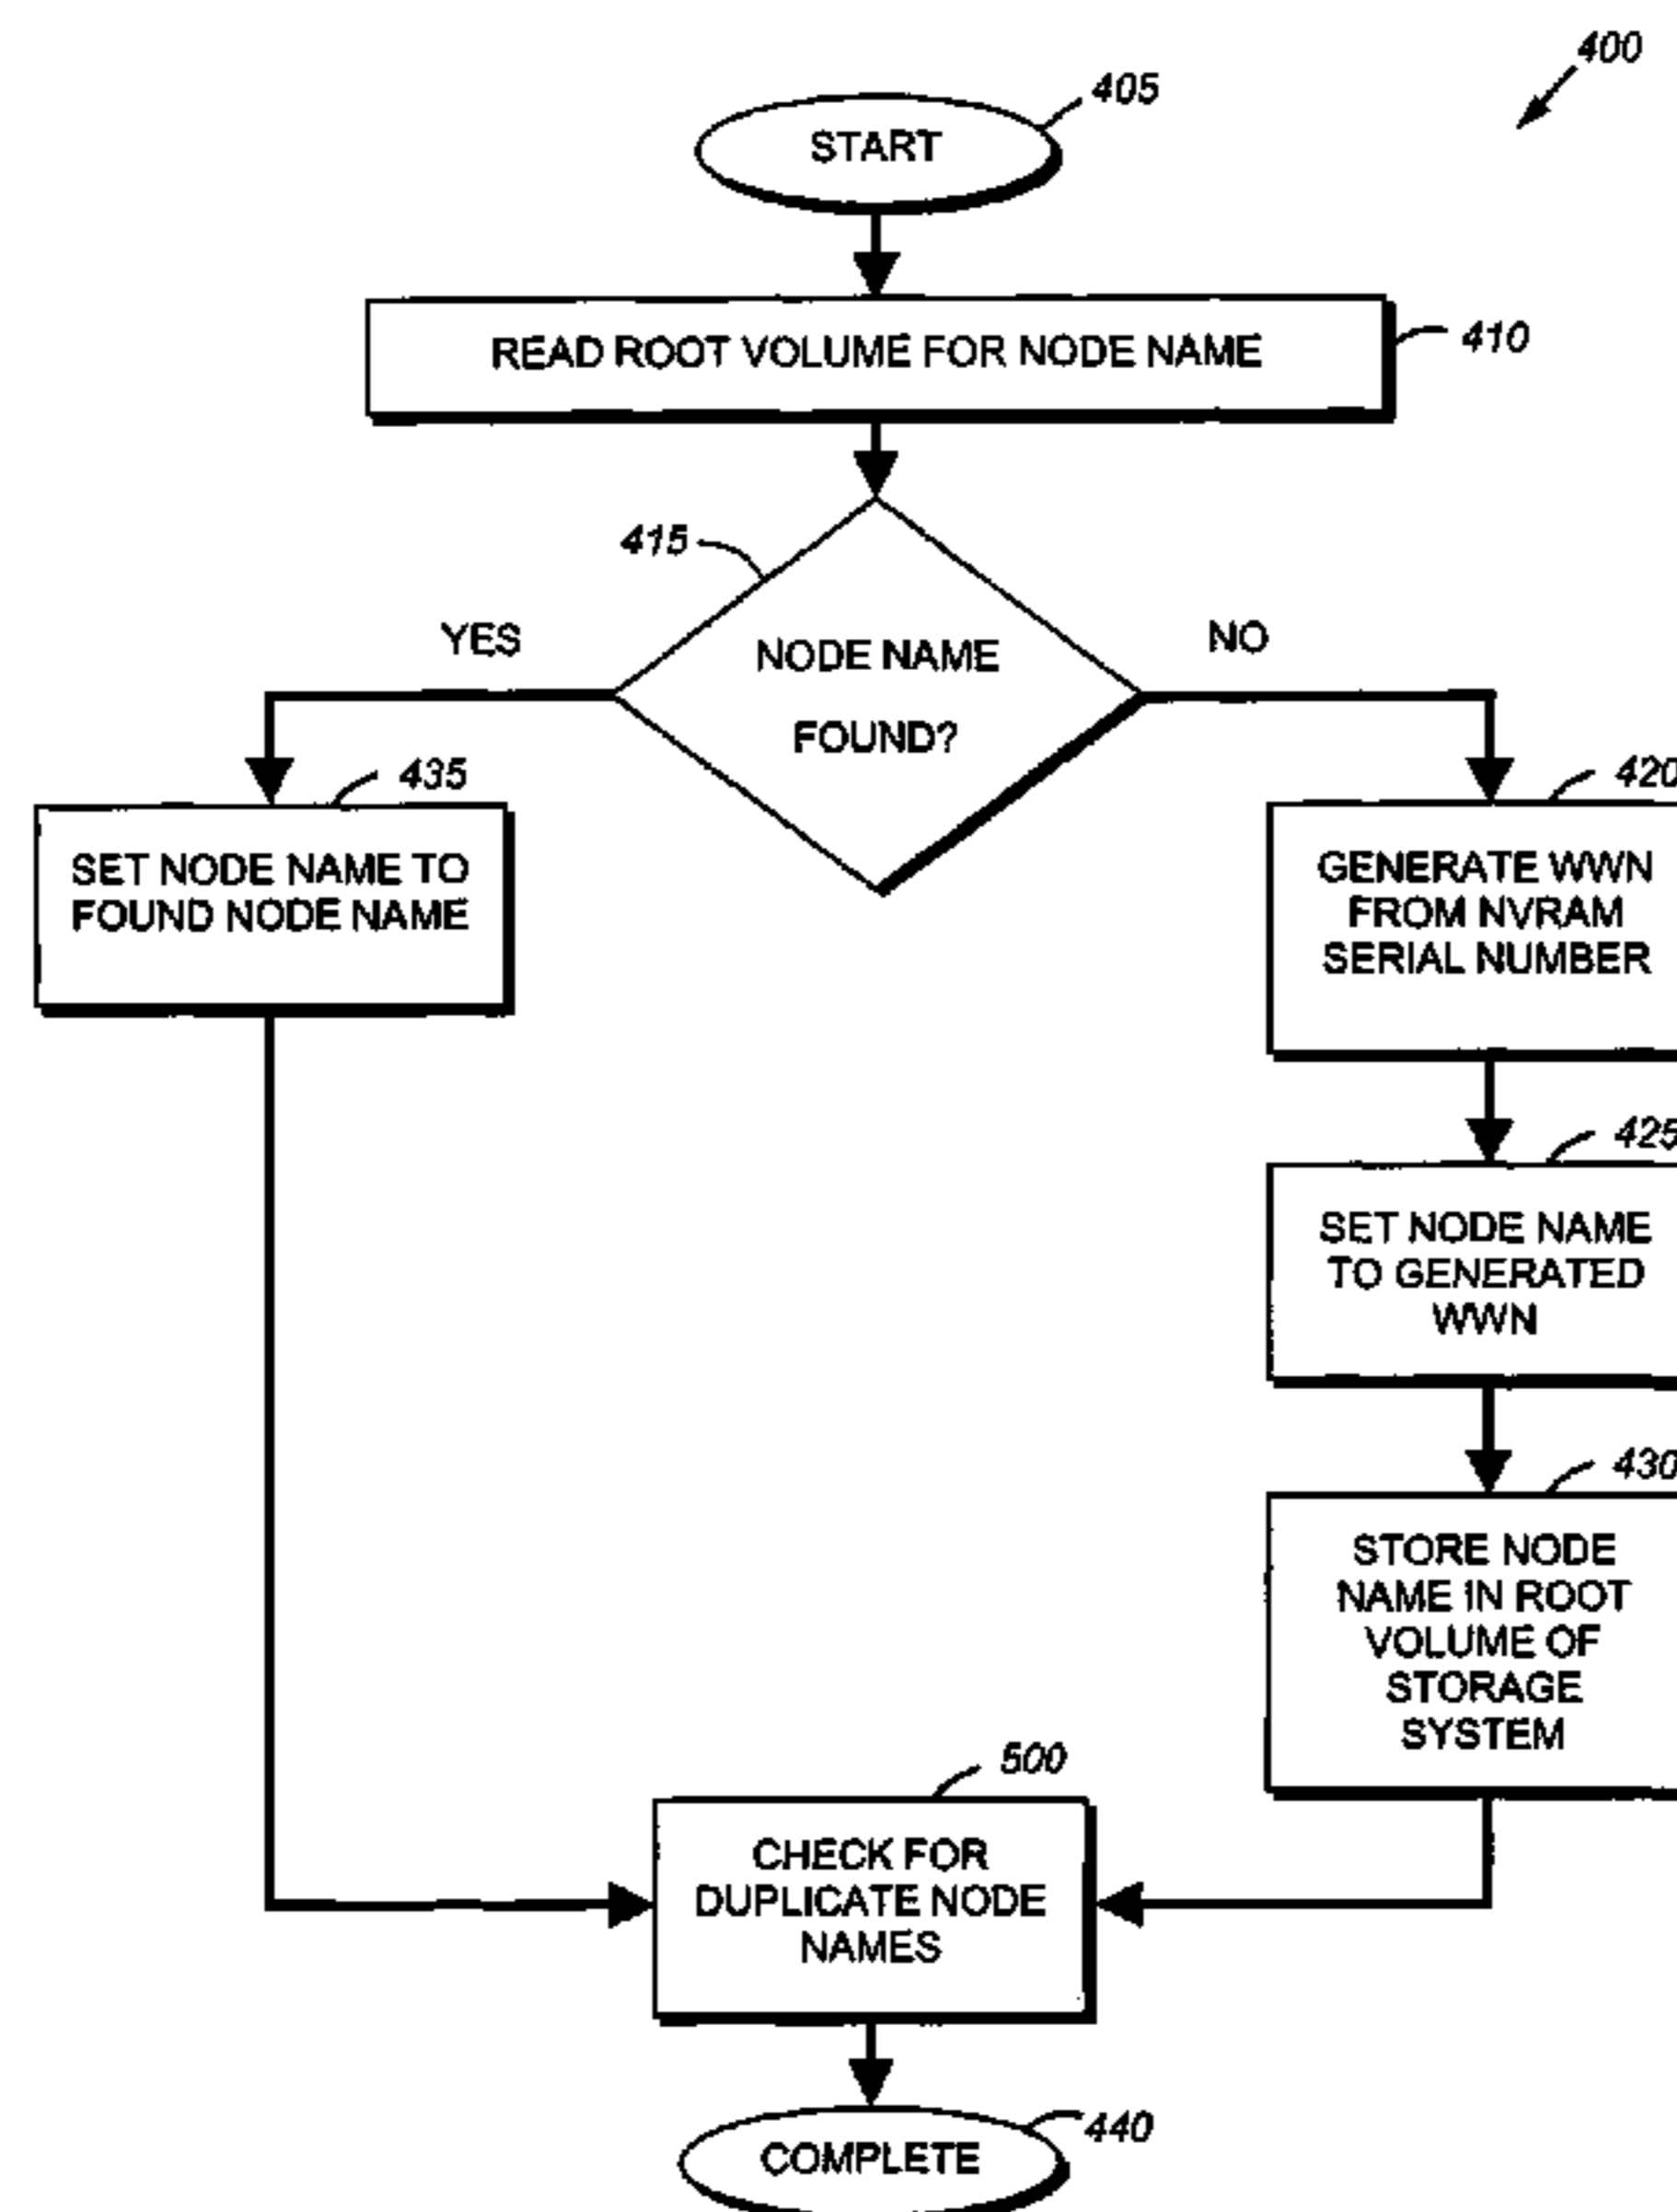 400
405
START
READ ROOT VOLUME FOR NODE NAME
410
415
YES
NODE NAME
FOUND?
NO
435
SET NODE NAME TO
FOUND NODE NAME
420
GENERATE WWN
FROM NVRAM
SERIAL NUMBER
425
SET NODE NAME
TO GENERATED
WWN
430
STORE NODE
NAME IN ROOT
VOLUME OF
STORAGE
SYSTEM
500
CHECK FOR
DUPLICATE NODE
NAMES
440
COMPLETE